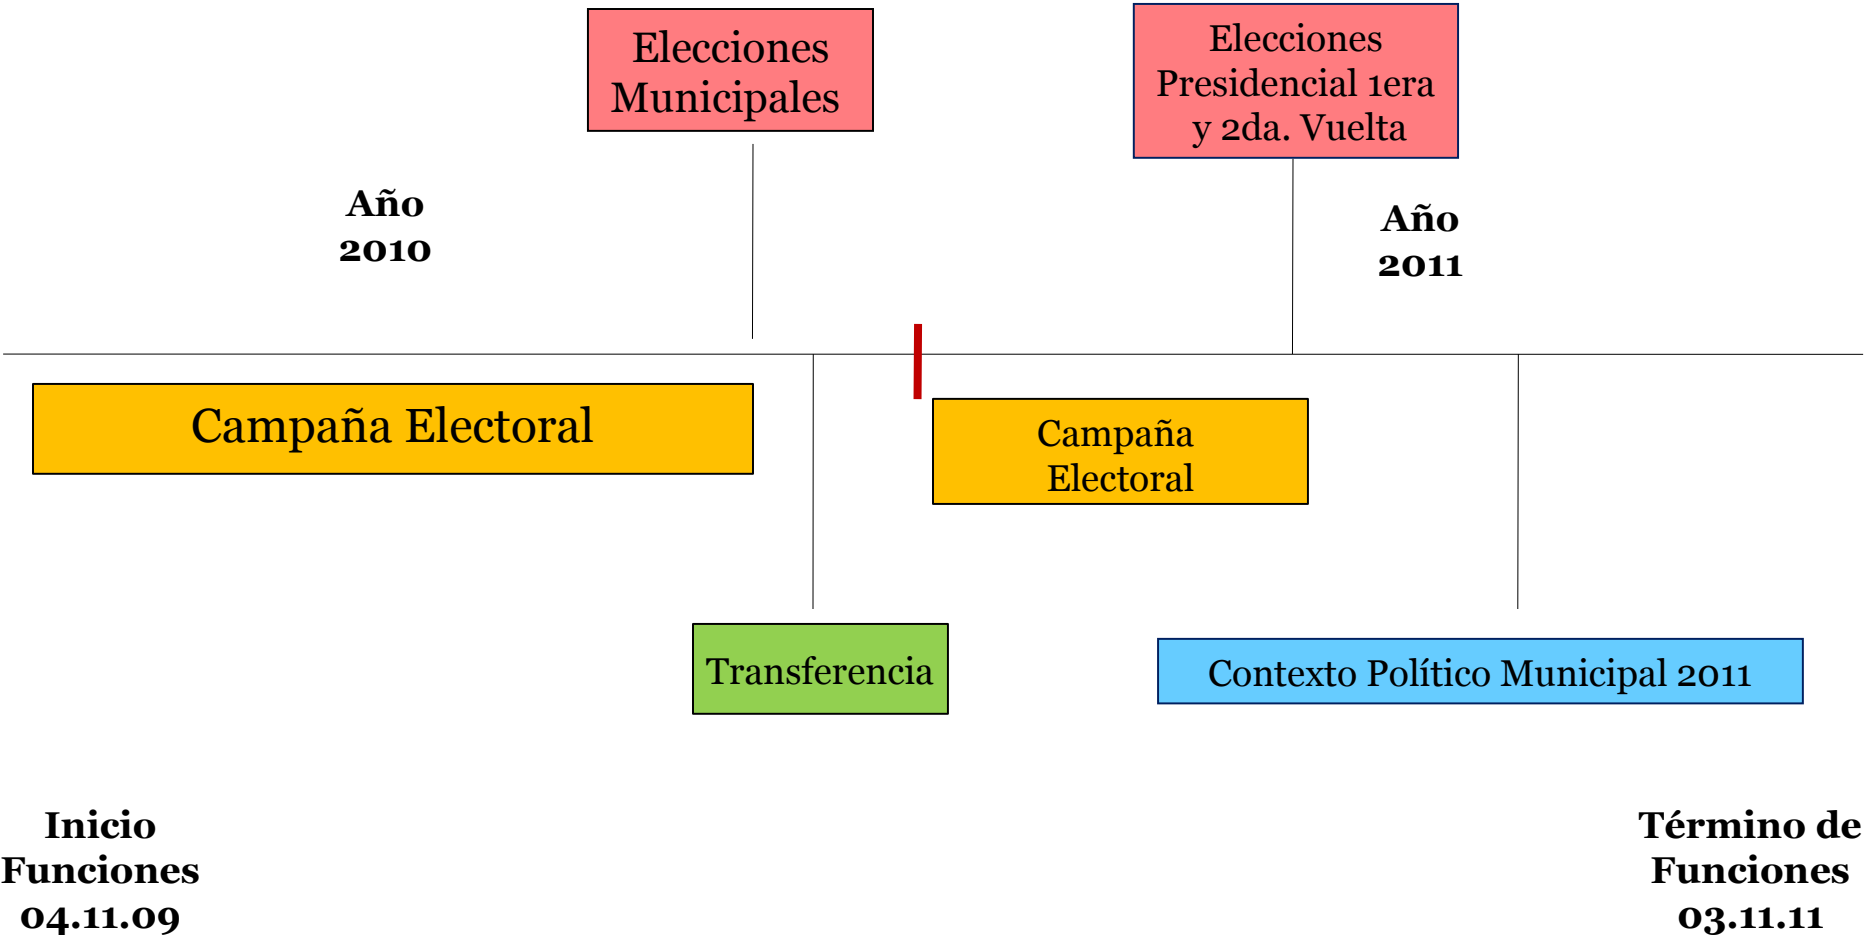 Elecciones
Municipales
Elecciones
Presidencial 1era
y 2da. Vuelta
Año
2010
Año
2011
Campaña Electoral
Campaña
Electoral
Transferencia
Contexto Político Municipal 2011
Inicio
Funciones
04.11.09
Término de
Funciones
03.11.11